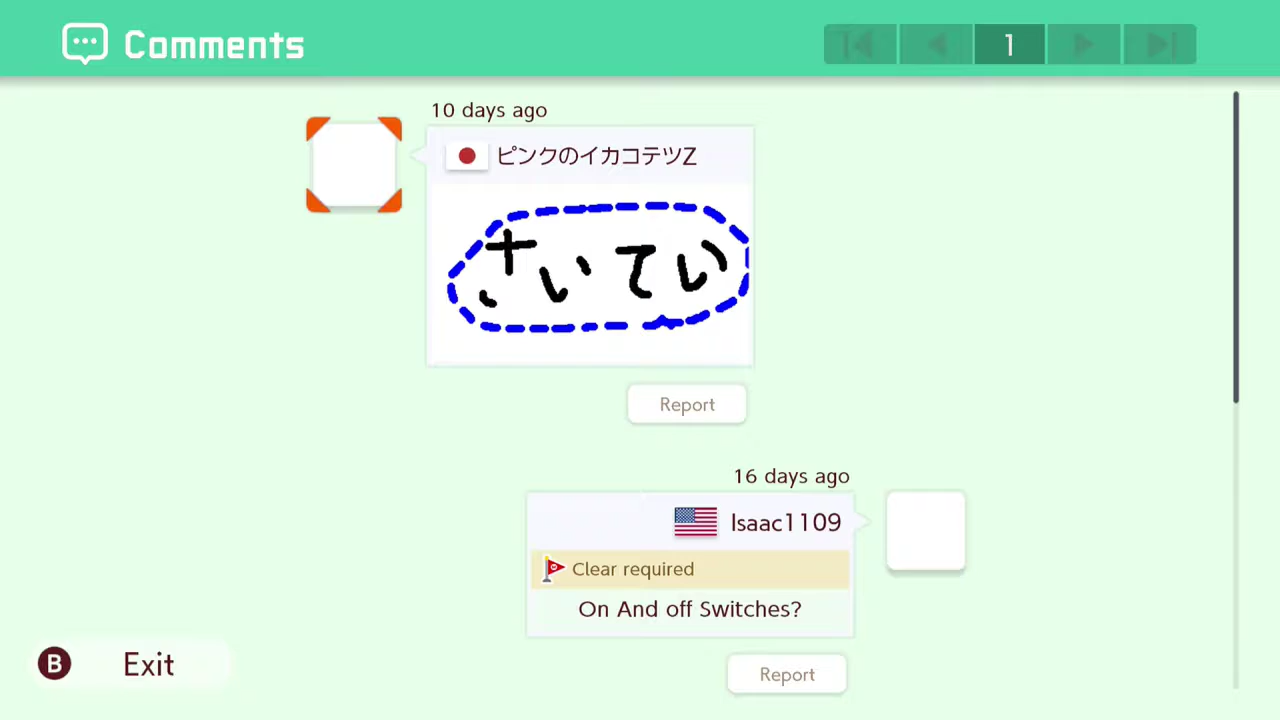 Comments
1
10 days ago
ピンクのイカコテツZ
さいてい
Report
16 days ago
Isaac1109
Clear required
On And off Switches?
Report
B Exit